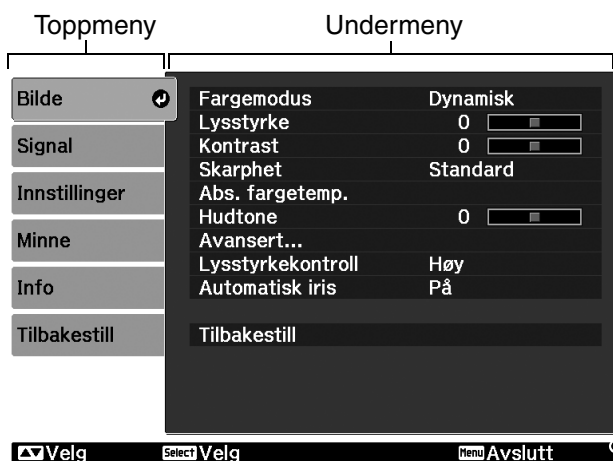 Toppmeny Undermeny
Bilde
Signal
Innstillinger
Minne
Info
Tilbakestill
Fargemodus Dynamisk
Lysstyrke 0
Kontrast 0
Skarphet Standard
Abs. fargetemp.
Hudtone 0
Avansert...
Lysstyrkekontroll Høy
Automatisk iris På
Tilbakestill
Velg Select Velg Menu Avslutt